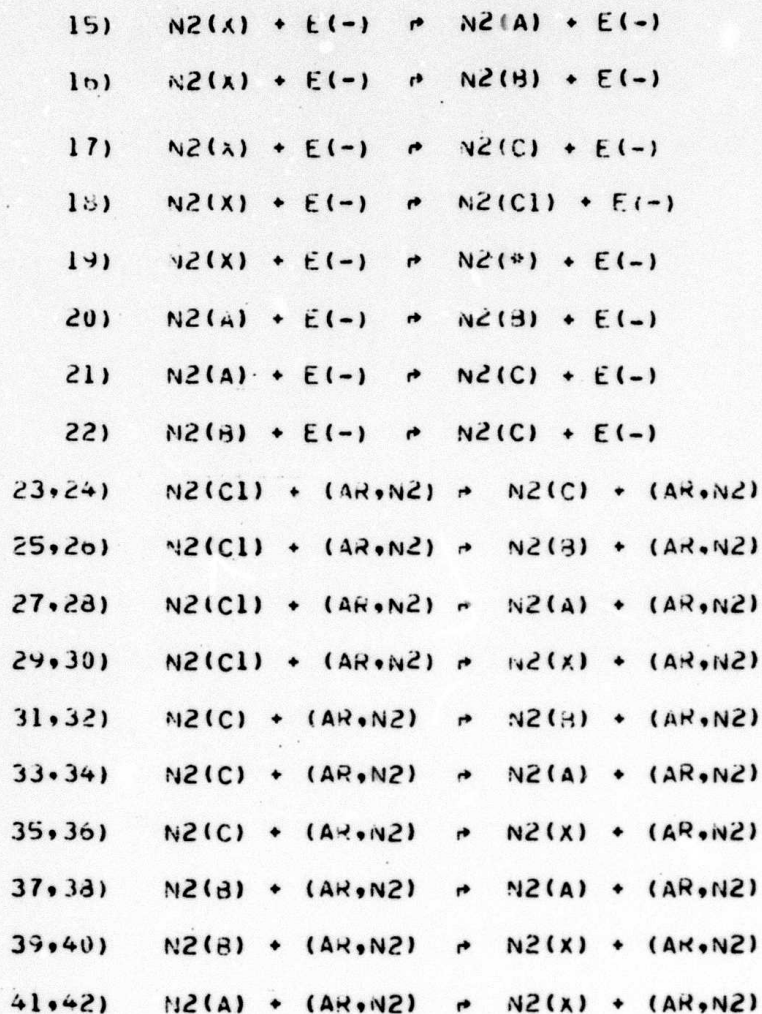 15) N2(X) + E(-) → N2(A) + E(-)
16) N2(X) + E(-) → N2(B) + E(-)
17) N2(X) + E(-) → N2(C) + E(-)
18) N2(X) + E(-) → N2(C1) + E(-)
19) N2(X) + E(-) → N2(*) + E(-)
20) N2(A) + E(-) → N2(B) + E(-)
21) N2(A) + E(-) → N2(C) + E(-)
22) N2(B) + E(-) → N2(C) + E(-)
23,24) N2(C1) + (AR,N2) → N2(C) + (AR,N2)
25,26) N2(C1) + (AR,N2) → N2(B) + (AR,N2)
27,28) N2(C1) + (AR,N2) → N2(A) + (AR,N2)
29,30) N2(C1) + (AR,N2) → N2(X) + (AR,N2)
31,32) N2(C) + (AR,N2) → N2(B) + (AR,N2)
33,34) N2(C) + (AR,N2) → N2(A) + (AR,N2)
35,36) N2(C) + (AR,N2) → N2(X) + (AR,N2)
37,38) N2(B) + (AR,N2) → N2(A) + (AR,N2)
39,40) N2(B) + (AR,N2) → N2(X) + (AR,N2)
41,42) N2(A) + (AR,N2) → N2(X) + (AR,N2)